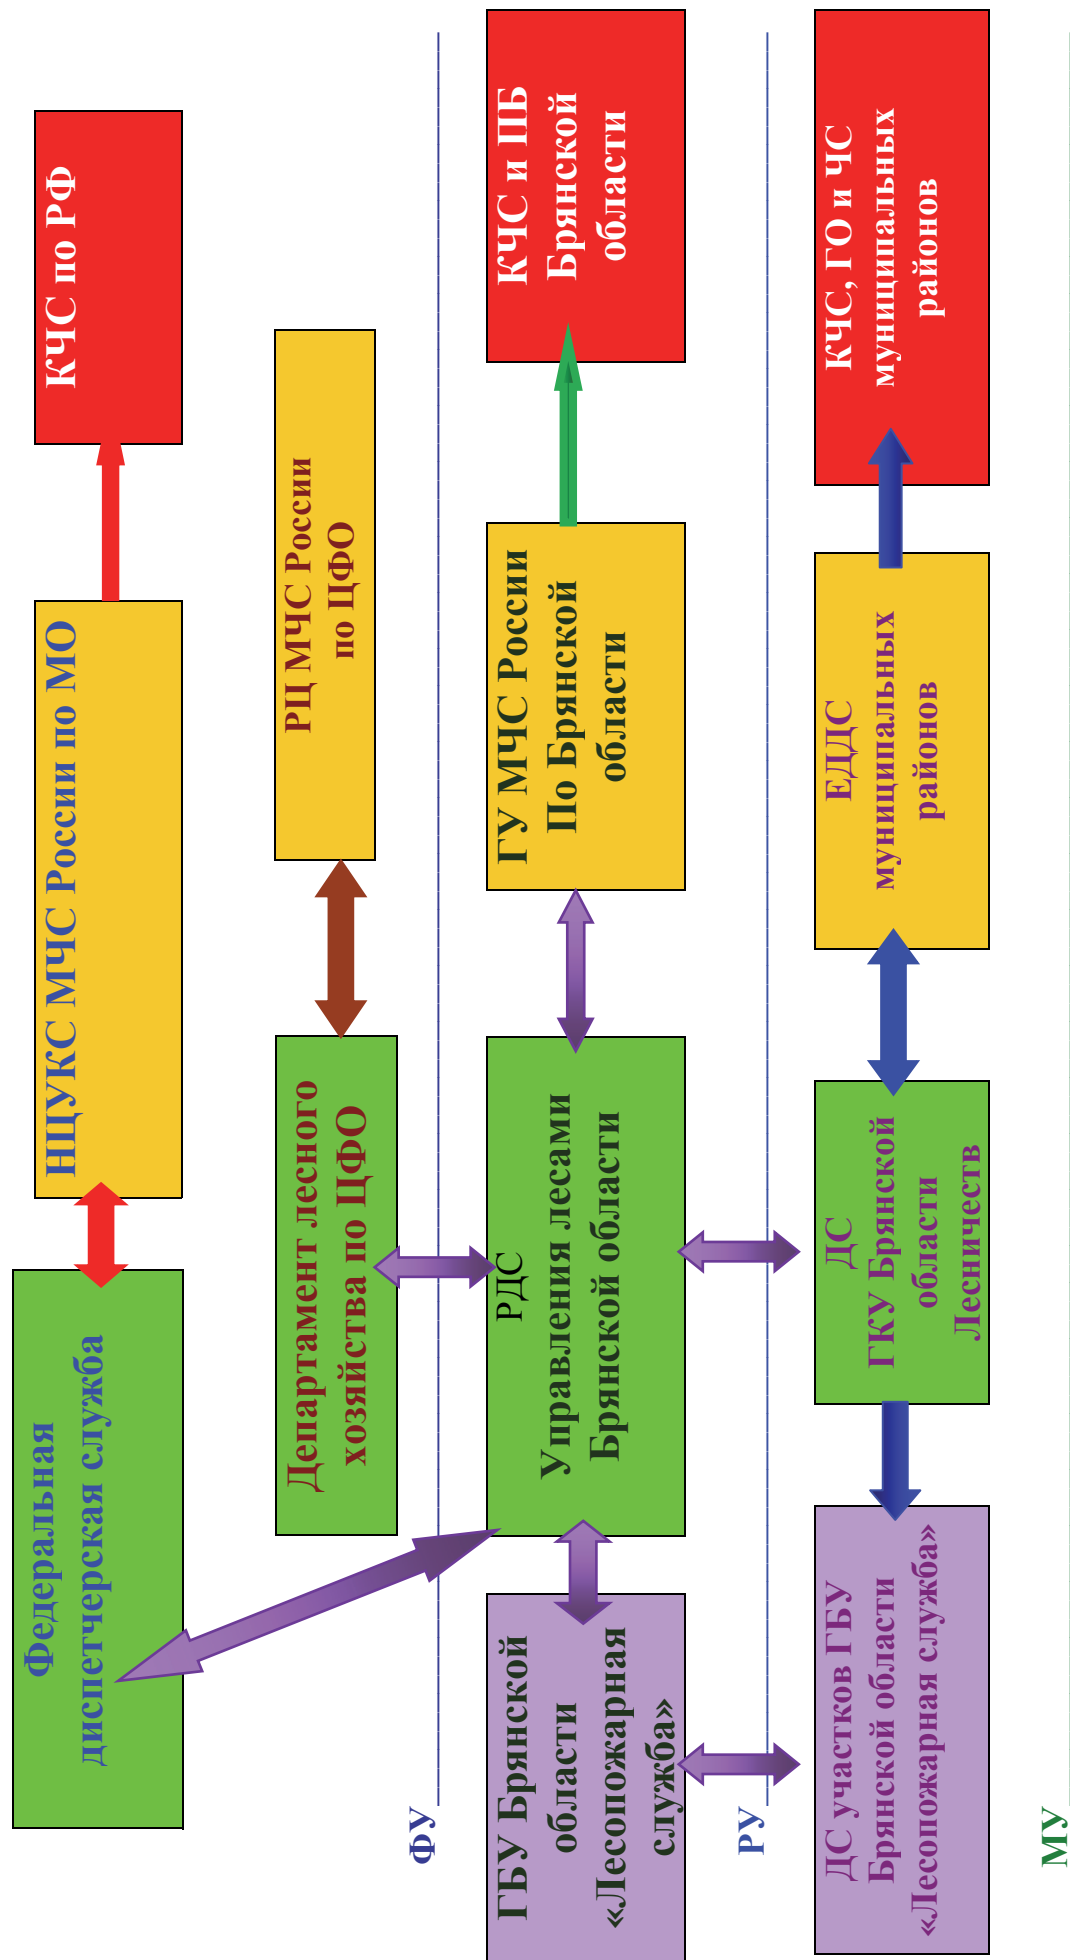 Федеральная
диспетчерская служба
НЦУКС МЧС России по МО
КЧС по РФ
Департамент лесного
хозяйства по ЦФО
РЦ МЧС России
по ЦФО
ФУ
ГБУ Брянской
области
«Лесопожарная
служба»
РДС
Управления лесами
Брянской области
ГУ МЧС России
По Брянской
области
КЧС и ПБ
Брянской
области
РУ
ДС участков ГБУ
Брянской области
«Лесопожарная служба»
ДС
ГКУ Брянской
области
Лесничеств
ЕДДС
муниципальных
районов
КЧС, ГО и ЧС
муниципальных
районов
МУ